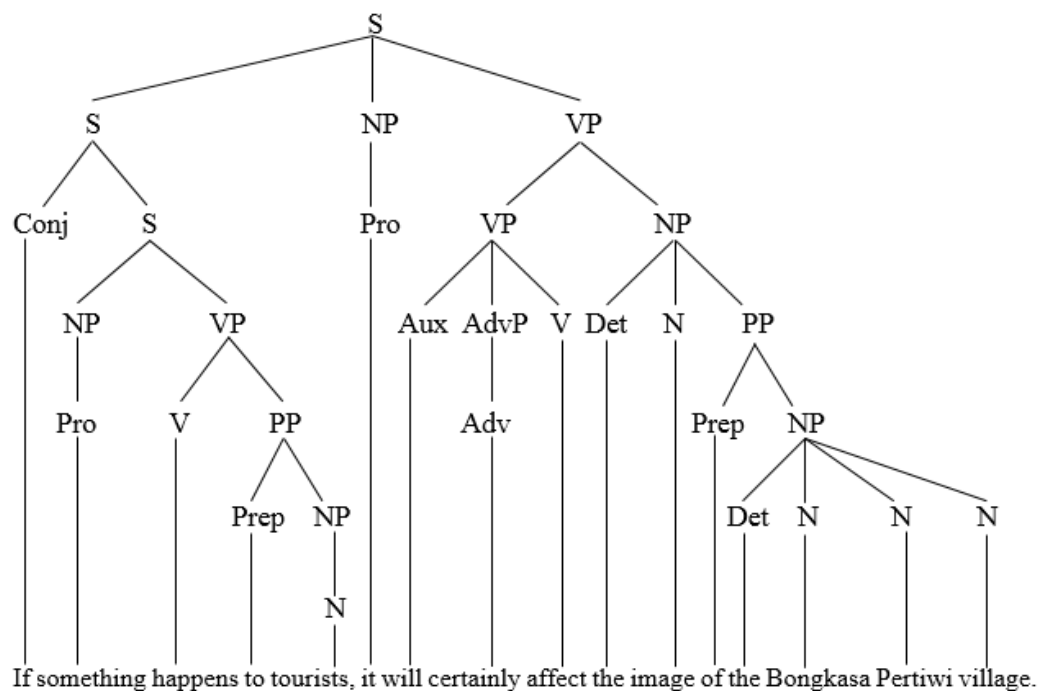 S
S NP VP
Conj S Pro VP NP
NP VP Aux AdvP V Det N PP
Pro V PP Adv Prep NP
Prep NP Det N N N
N
If something happens to tourists, it will certainly affect the image of the Bongkasa Pertiwi village.